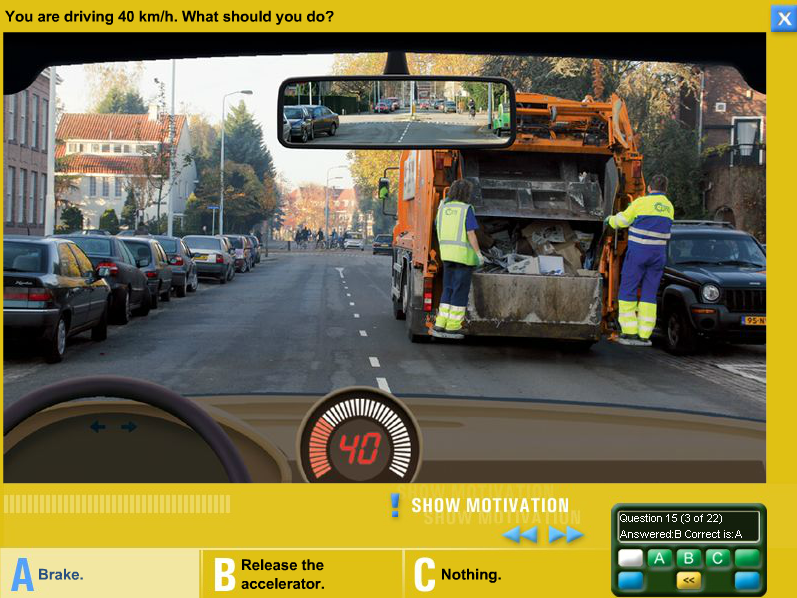 You are driving 40 km/h. What should you do?
X
95-N
40
! SHOW MOTIVATION
Question 15 (3 of 22)
Answered:B Correct is:A
A B C
<<
A Brake.
B Release the
accelerator.
C Nothing.